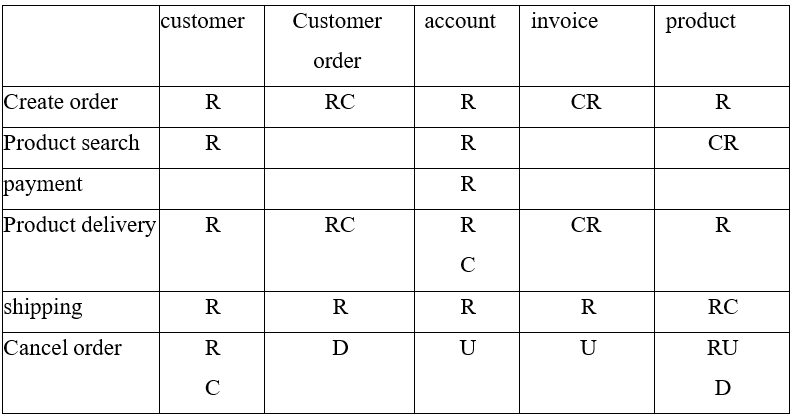 customer Customer account invoice product
order
Create order R RC R CR R
Product search R R CR
payment R
Product delivery R RC R CR R
C
shipping R R R R RC
Cancel order R D U U RU
C D